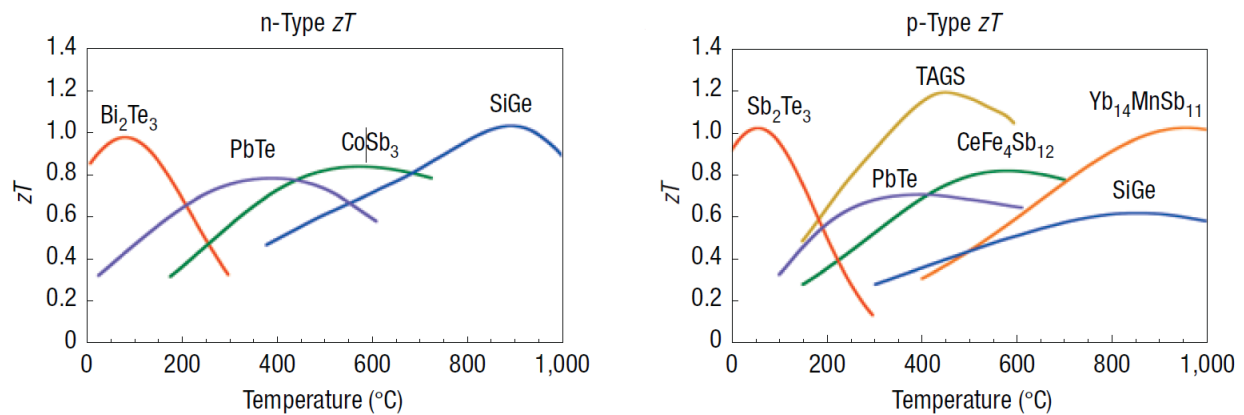 n-Type zT
1.4
1.2
1.0
0.8
0.6
0.4
0.2
0
zT
Bi₂Te₃
PbTe
CoSb₃
SiGe
0 200 400 600 800 1,000
Temperature (°C)
p-Type zT
1.4
1.2
1.0
0.8
0.6
0.4
0.2
0
zT
Sb₂Te₃
TAGS
Yb₁₄MnSb₁₁
CeFe₄Sb₁₂
PbTe
SiGe
0 200 400 600 800 1,000
Temperature (°C)